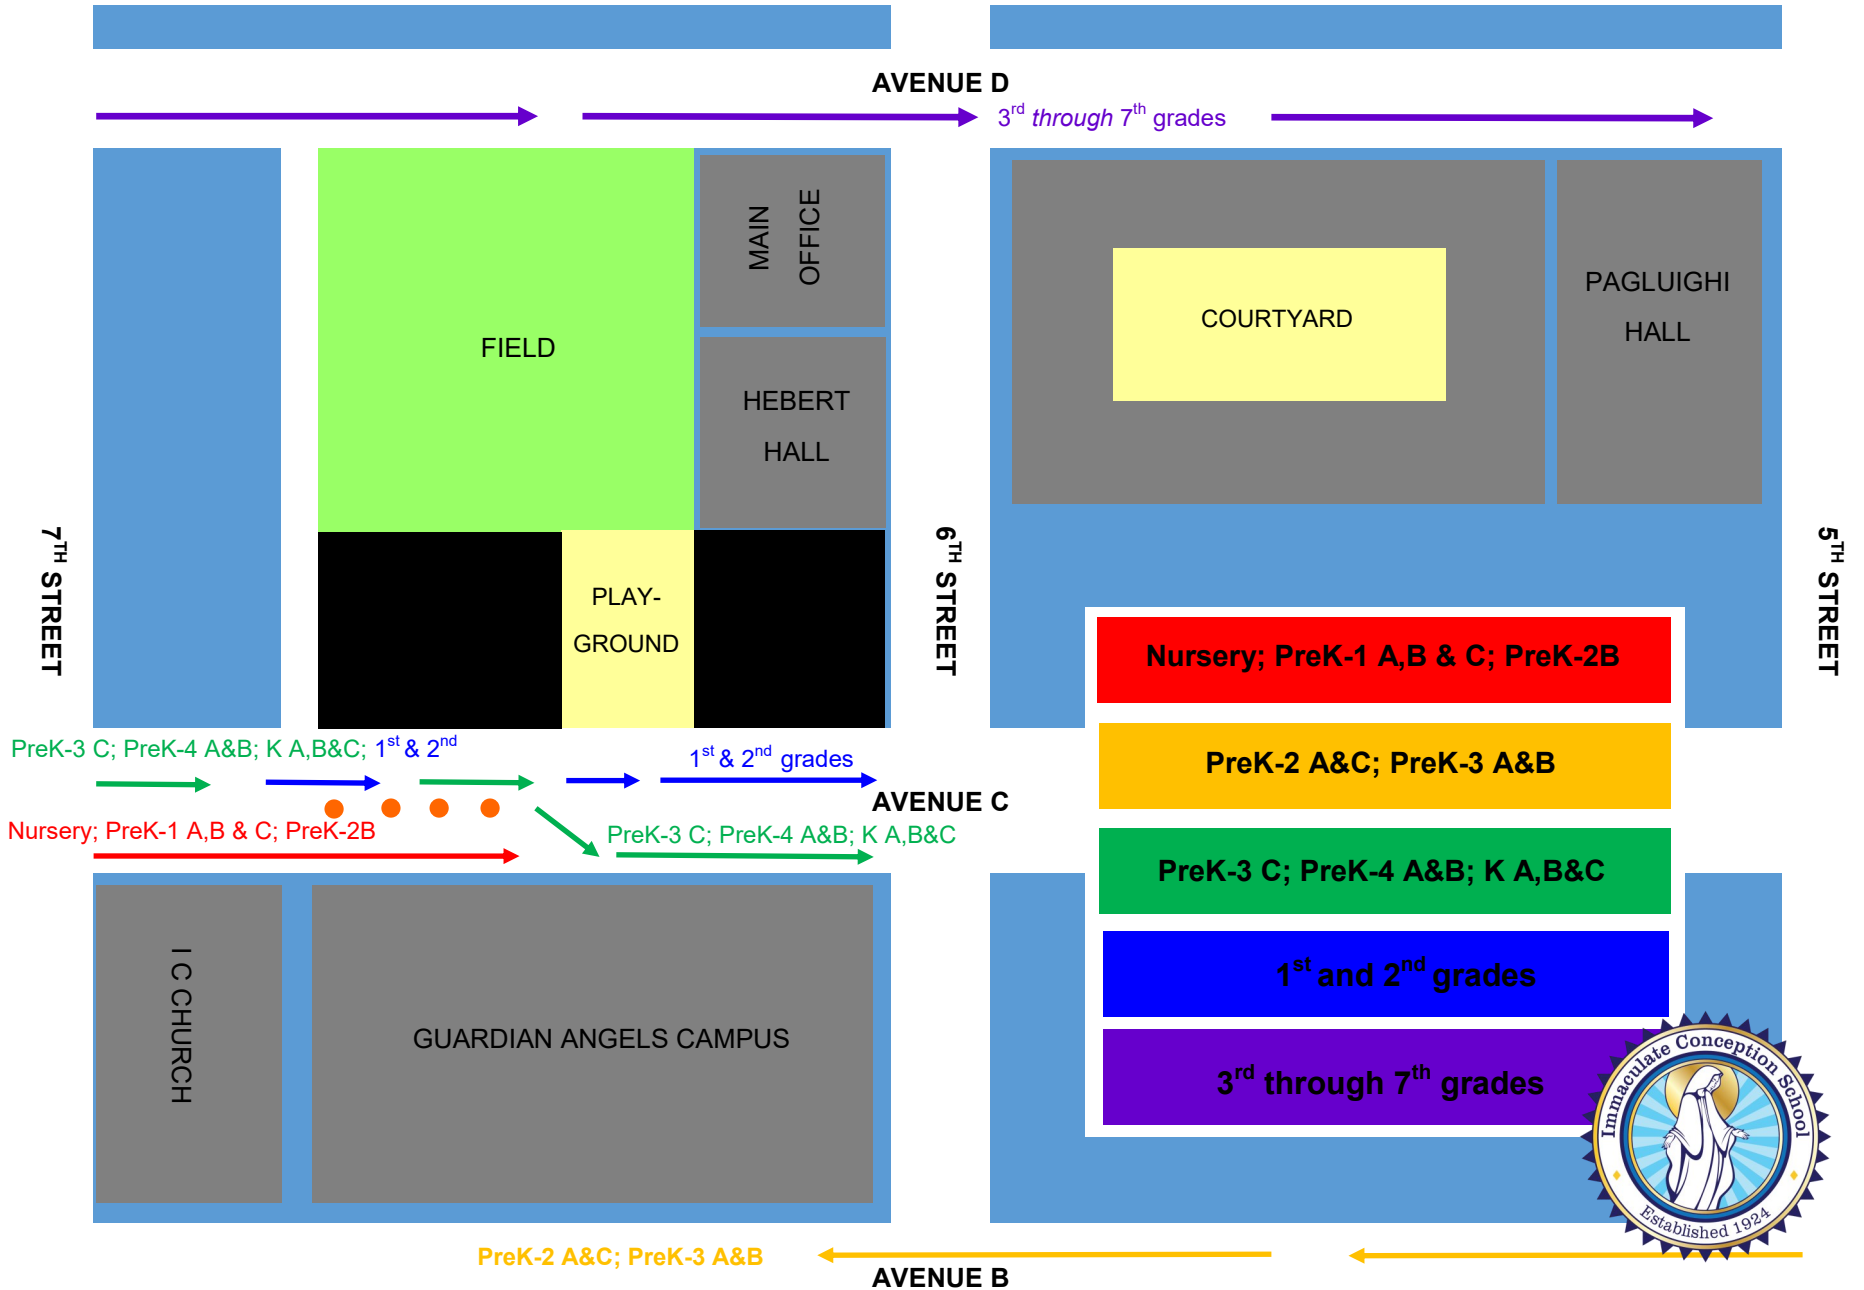 AVENUE D
3rd through 7th grades
MAIN
OFFICE
FIELD
HEBERT
HALL
COURTYARD
PAGLUIGHI
HALL
7TH STREET
6TH STREET
5TH STREET
PLAY-
GROUND
Nursery; PreK-1 A,B & C; PreK-2B
PreK-2 A&C; PreK-3 A&B
PreK-3 C; PreK-4 A&B; K A,B&C
1st and 2nd grades
3rd through 7th grades
PreK-3 C; PreK-4 A&B; K A,B&C; 1st & 2nd
1st & 2nd grades
AVENUE C
Nursery; PreK-1 A,B & C; PreK-2B
PreK-3 C; PreK-4 A&B; K A,B&C
I C CHURCH
GUARDIAN ANGELS CAMPUS
Immaculate Conception School
Established 1924
PreK-2 A&C; PreK-3 A&B
AVENUE B